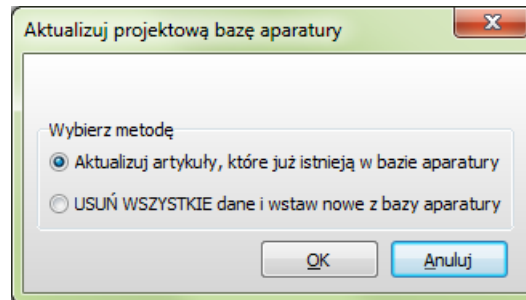 Aktualizuj projektową bazę aparatury
Wybierz metodę
Aktualizuj artykuły, które już istnieją w bazie aparatury
USUŃ WSZYSTKIE dane i wstaw nowe z bazy aparatury
OK
Anuluj